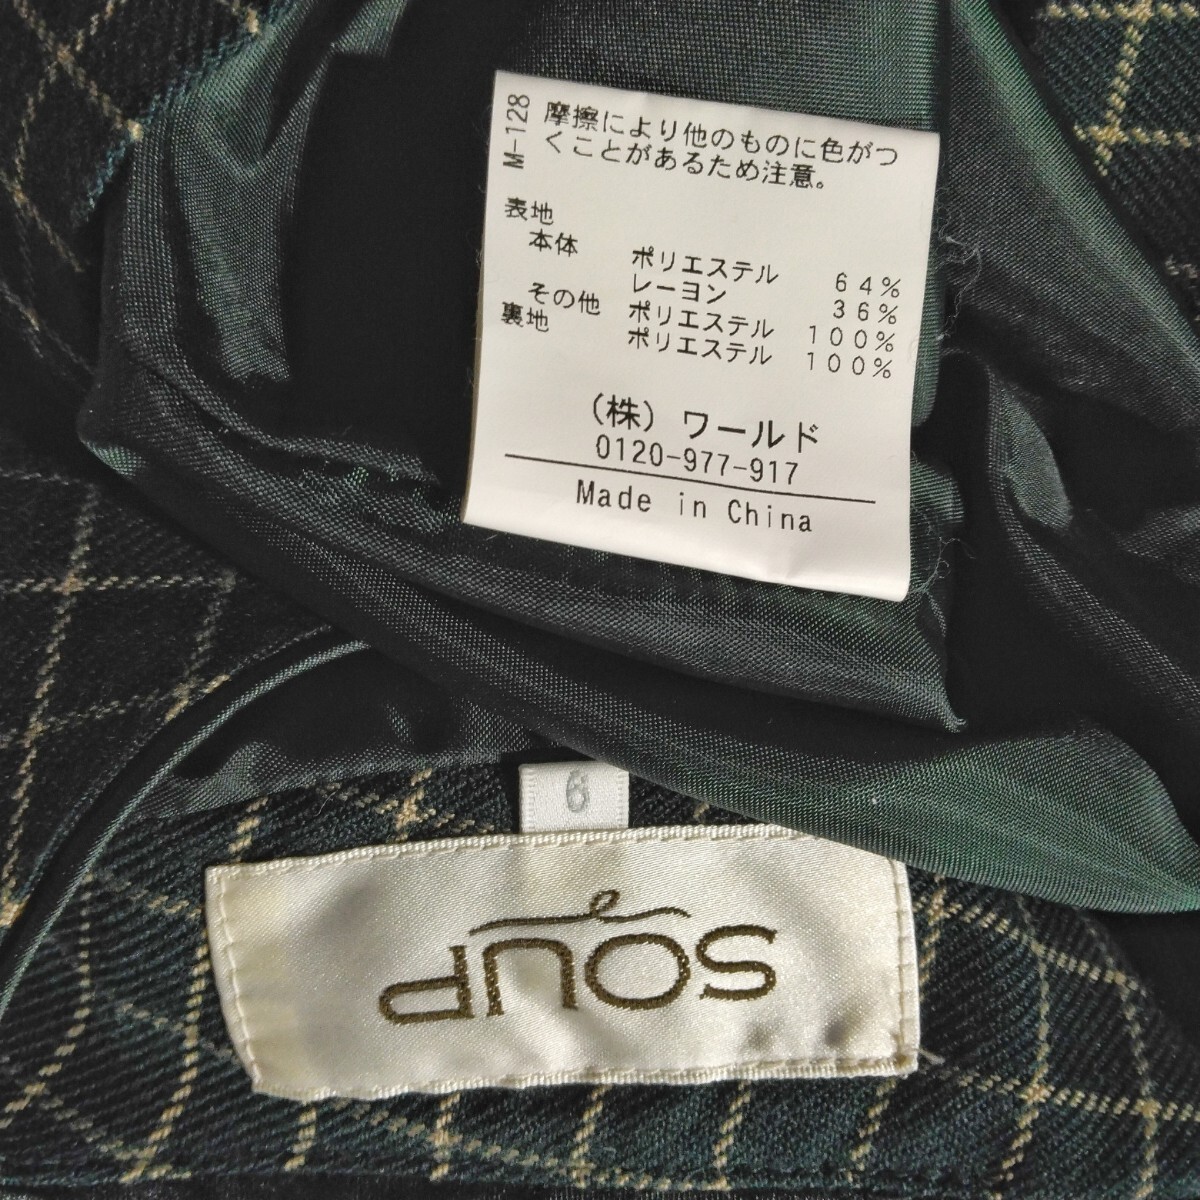 M-128
摩擦により他のものに色がつ
くことがあるため注意。
表地
本体 ポリエステル 64%
レーヨン 36%
その他 ポリエステル 100%
裏地 ポリエステル 100%
(株) ワールド
0120-977-917
Made in China
6
SOUP